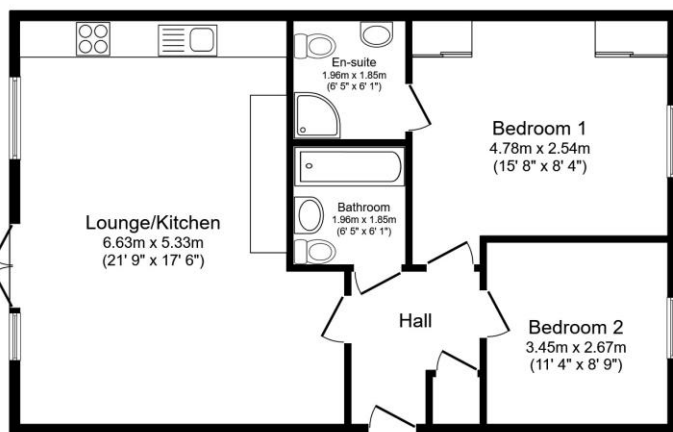 En-suite
1.96m x 1.85m
(6' 5" x 6' 1")
Bedroom 1
4.78m x 2.54m
(15' 8" x 8' 4")
Lounge/Kitchen
6.63m x 5.33m
(21' 9" x 17' 6")
Bathroom
1.96m x 1.85m
(6' 5" x 6' 1")
Hall
Bedroom 2
3.45m x 2.67m
(11' 4" x 8' 9")